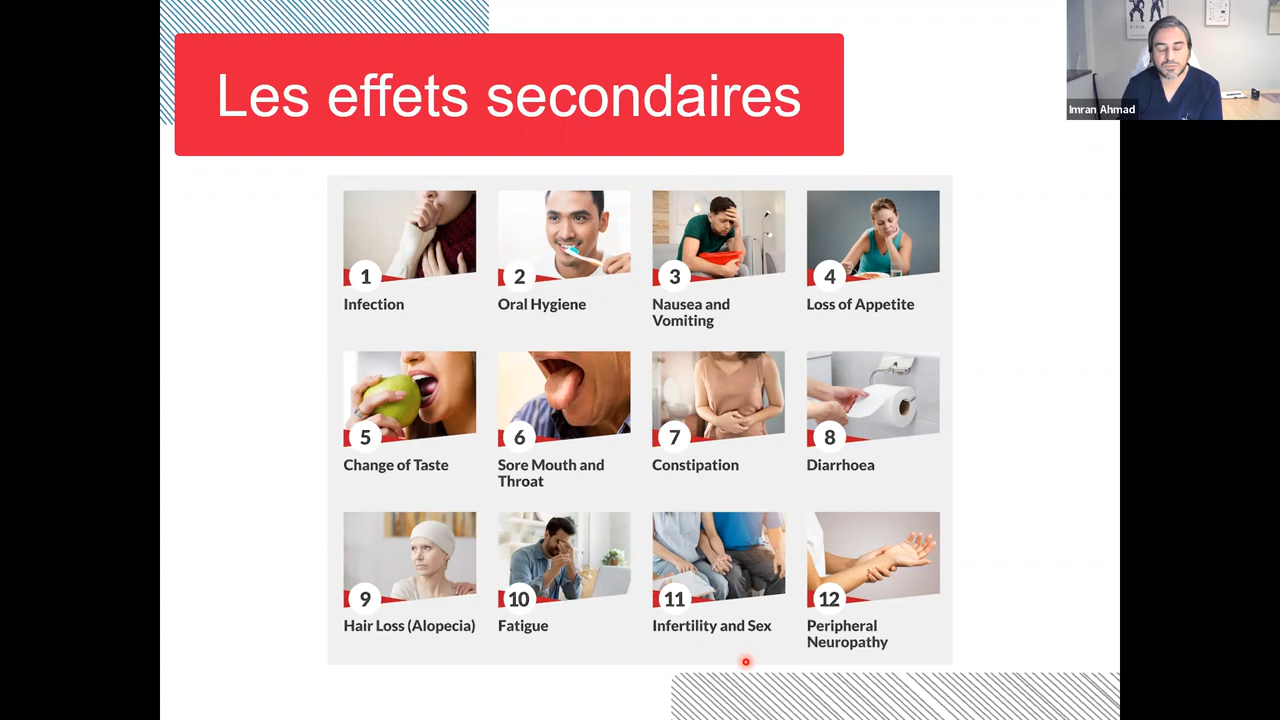 Les effets secondaires
Imran Ahmad
1
Infection
2
Oral Hygiene
3
Nausea and
Vomiting
4
Loss of Appetite
5
Change of Taste
6
Sore Mouth and
Throat
7
Constipation
8
Diarrhoea
9
Hair Loss (Alopecia)
10
Fatigue
11
Infertility and Sex
12
Peripheral
Neuropathy